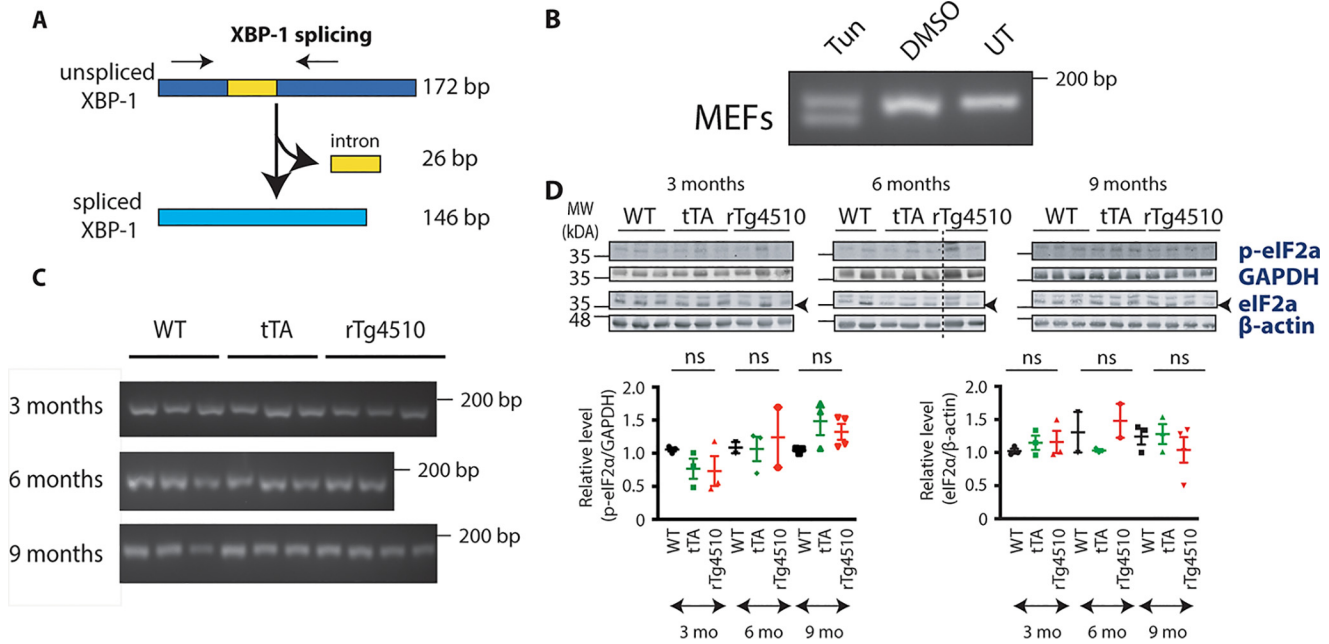 A
XBP-1 splicing
unspliced
XBP-1
172 bp
intron
26 bp
spliced
XBP-1
146 bp
B
Tun DMSO UT
200 bp
MEFs
C
WT tTA rTg4510
3 months
200 bp
6 months
200 bp
9 months
200 bp
D
3 months 6 months 9 months
MW
(kDA)
WT tTA rTg4510 WT tTA rTg4510 WT tTA rTg4510
35
p-eIF2a
35
GAPDH
35
eIF2a
48
β-actin
ns ns ns
Relative level
(p-eIF2α/GAPDH)
2.0
1.5
1.0
0.5
0
WT tTA rTg4510 WT tTA rTg4510 WT tTA rTg4510
3 mo 6 mo 9 mo
ns ns ns
Relative level
(eIF2α/β-actin)
2.0
1.5
1.0
0.5
0
WT tTA rTg4510 WT tTA rTg4510 WT tTA rTg4510
3 mo 6 mo 9 mo